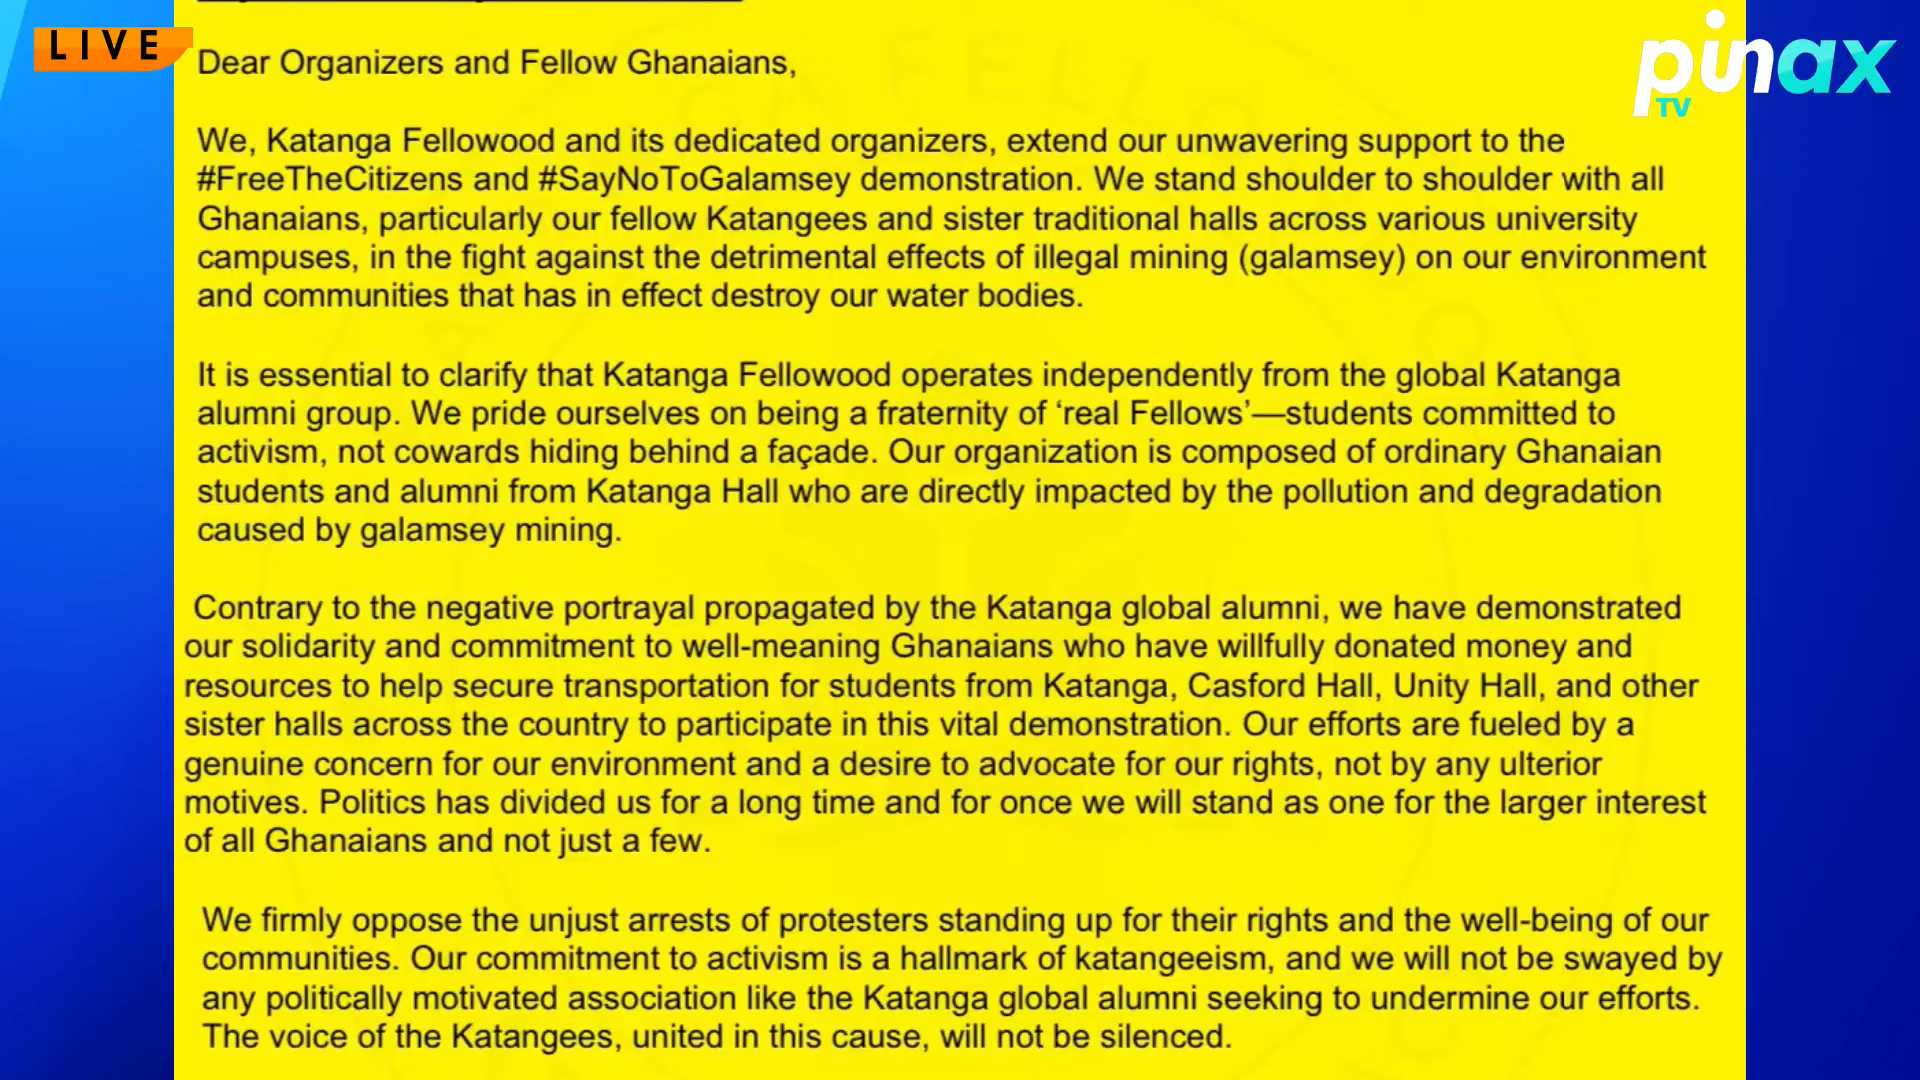 LIVE
pinax
TV
Dear Organizers and Fellow Ghanaians,
We, Katanga Fellowood and its dedicated organizers, extend our unwavering support to the
#FreeTheCitizens and #SayNoToGalamsey demonstration. We stand shoulder to shoulder with all
Ghanaians, particularly our fellow Katangees and sister traditional halls across various university
campuses, in the fight against the detrimental effects of illegal mining (galamsey) on our environment
and communities that has in effect destroy our water bodies.
It is essential to clarify that Katanga Fellowood operates independently from the global Katanga
alumni group. We pride ourselves on being a fraternity of ‘real Fellows’—students committed to
activism, not cowards hiding behind a façade. Our organization is composed of ordinary Ghanaian
students and alumni from Katanga Hall who are directly impacted by the pollution and degradation
caused by galamsey mining.
Contrary to the negative portrayal propagated by the Katanga global alumni, we have demonstrated
our solidarity and commitment to well-meaning Ghanaians who have willfully donated money and
resources to help secure transportation for students from Katanga, Casford Hall, Unity Hall, and other
sister halls across the country to participate in this vital demonstration. Our efforts are fueled by a
genuine concern for our environment and a desire to advocate for our rights, not by any ulterior
motives. Politics has divided us for a long time and for once we will stand as one for the larger interest
of all Ghanaians and not just a few.
We firmly oppose the unjust arrests of protesters standing up for their rights and the well-being of our
communities. Our commitment to activism is a hallmark of katangeeism, and we will not be swayed by
any politically motivated association like the Katanga global alumni seeking to undermine our efforts.
The voice of the Katangees, united in this cause, will not be silenced.